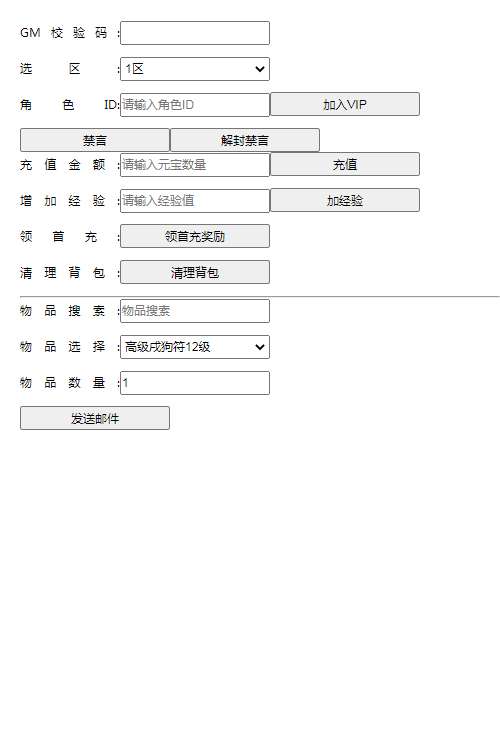 GM校验码:
选区: 1区
角色ID: 请输入角色ID 加入VIP
禁言 解封禁言
充值金额: 请输入元宝数量 充值
增加经验: 请输入经验值 加经验
领首充: 领首充奖励
清理背包: 清理背包
物品搜索: 物品搜索
物品选择: 高级戌狗符12级
物品数量: 1
发送邮件